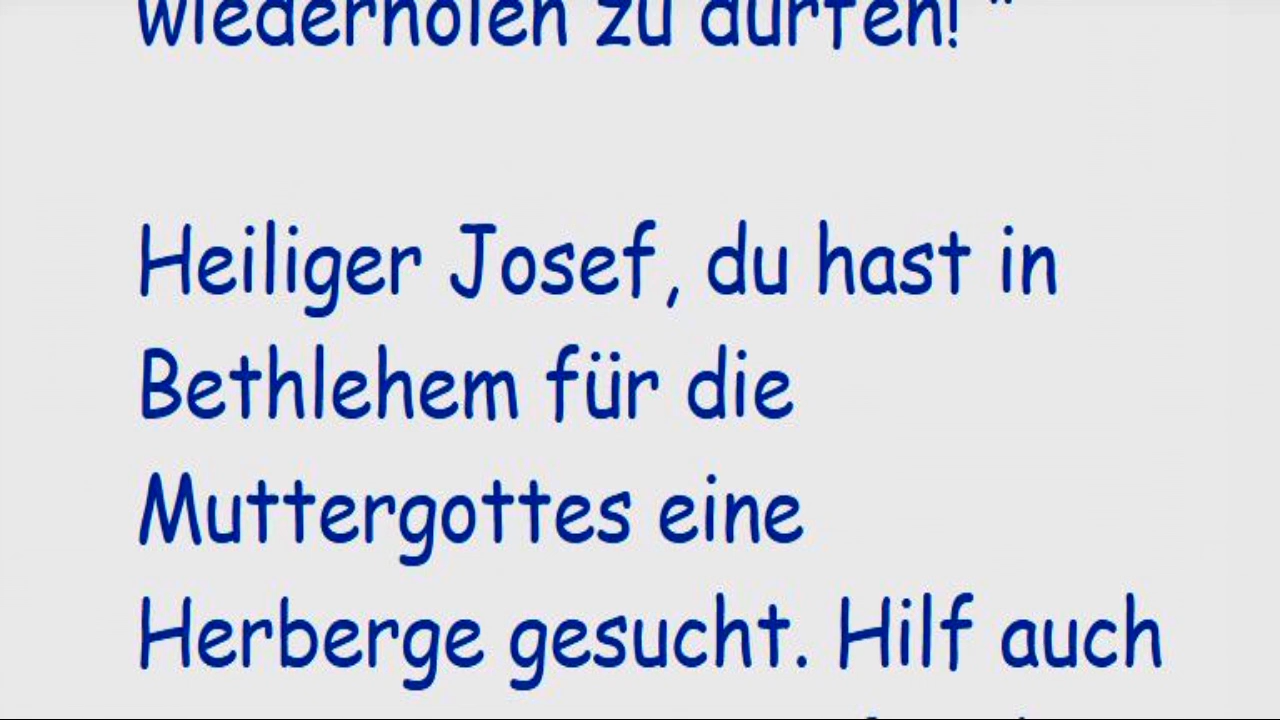 wiederholen zu dürfen! "
Heiliger Josef, du hast in
Bethlehem für die
Muttergottes eine
Herberge gesucht. Hilf auch